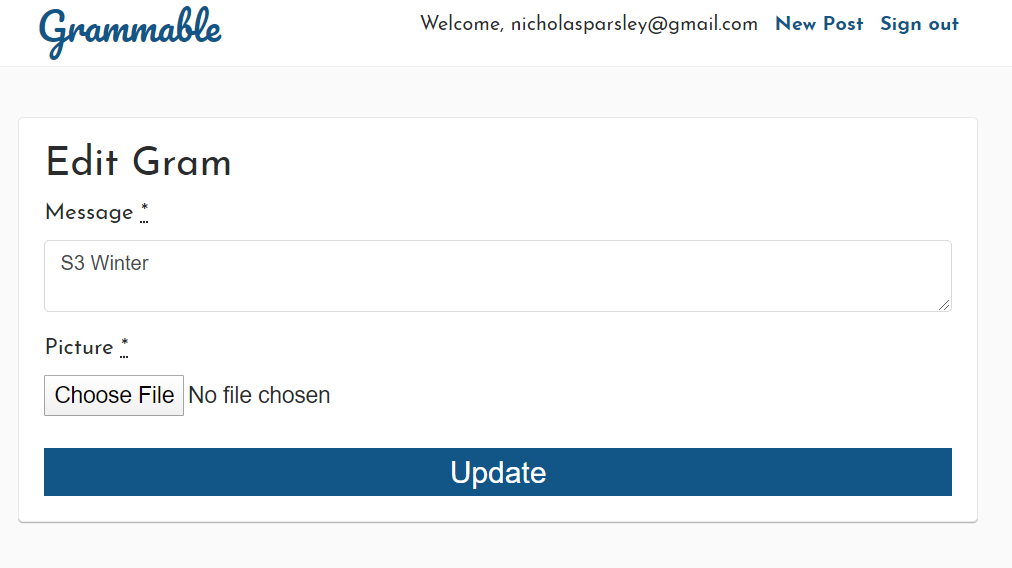 Grammable
Welcome, nicholasparsley@gmail.com New Post Sign out
Edit Gram
Message *
S3 Winter
Picture *
Choose File No file chosen
Update